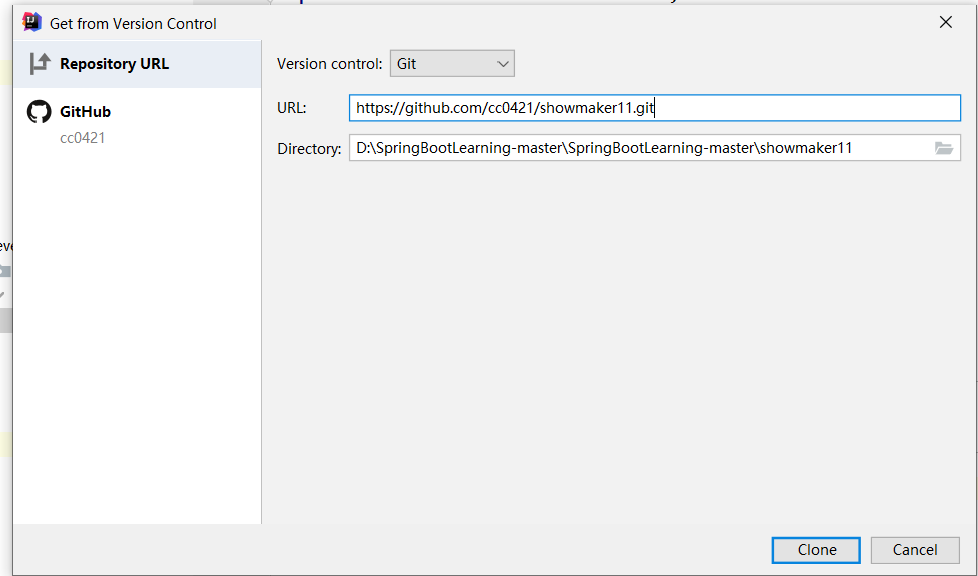 Get from Version Control
Repository URL
GitHub
cc0421
Version control: Git
URL: https://github.com/cc0421/showmaker11.git
Directory: D:\SpringBootLearning-master\SpringBootLearning-master\showmaker11
Clone Cancel